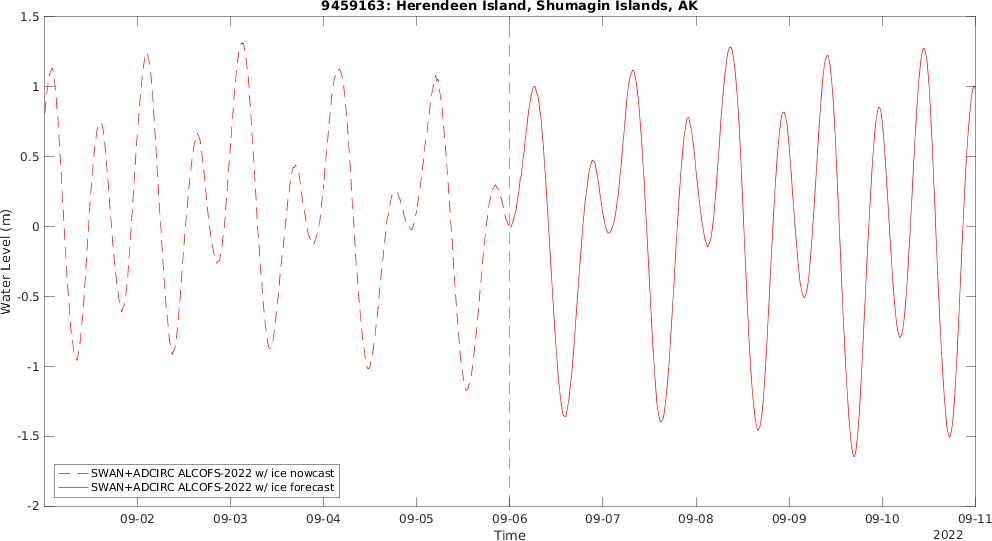 9459163: Herendeen Island, Shumagin Islands, AK
1.5
1
0.5
0
-0.5
-1
-1.5
-2
Water Level (m)
SWAN+ADCIRC ALCOFS-2022 w/ ice nowcast
SWAN+ADCIRC ALCOFS-2022 w/ ice forecast
09-02 09-03 09-04 09-05 09-06 09-07 09-08 09-09 09-10 09-11
Time
2022